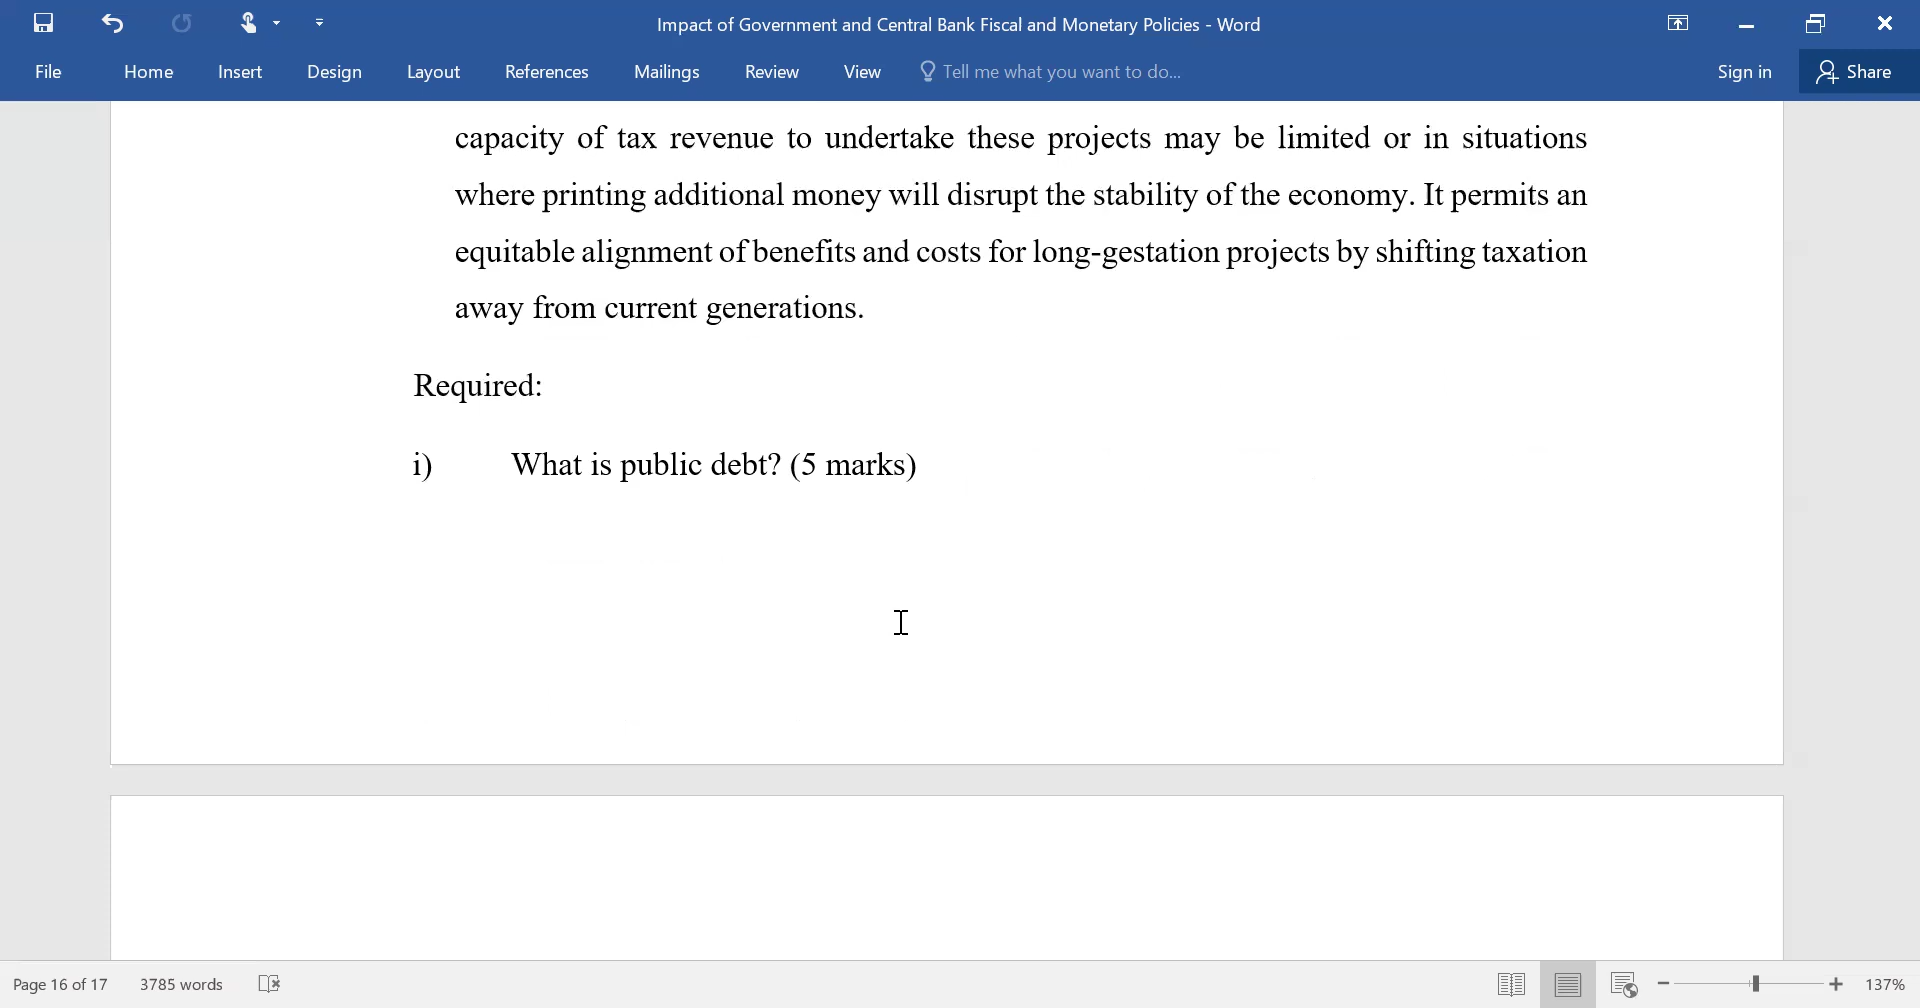 Impact of Government and Central Bank Fiscal and Monetary Policies - Word
File Home Insert Design Layout References Mailings Review View Tell me what you want to do... Sign in Share
capacity of tax revenue to undertake these projects may be limited or in situations
where printing additional money will disrupt the stability of the economy. It permits an
equitable alignment of benefits and costs for long-gestation projects by shifting taxation
away from current generations.
Required:
i) What is public debt? (5 marks)
Page 16 of 17 3785 words 137%